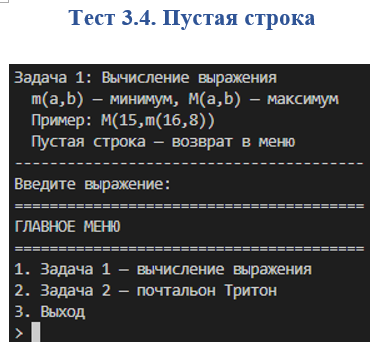 Тест 3.4. Пустая строка
Задача 1: Вычисление выражения
m(a,b) — минимум, M(a,b) — максимум
Пример: M(15,m(16,8))
Пустая строка — возврат в меню
----------------------------------------
Введите выражение:
========================================
ГЛАВНОЕ МЕНЮ
========================================
1. Задача 1 — вычисление выражения
2. Задача 2 — почтальон Тритон
3. Выход
>